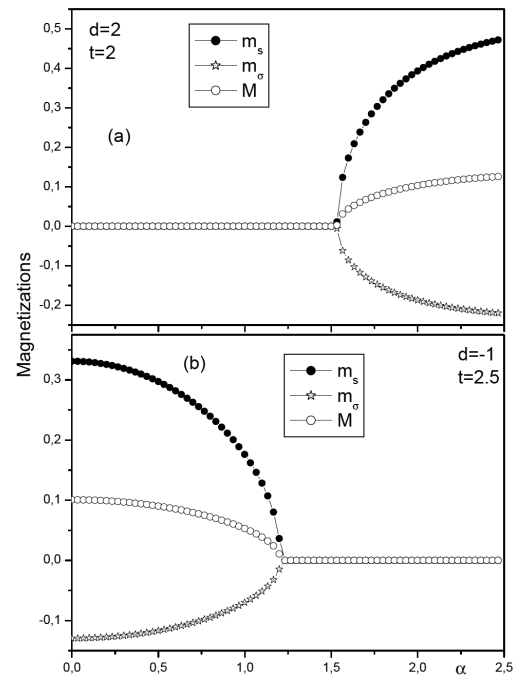 0,5
0,4
0,3
0,2
0,1
0,0
-0,1
-0,2
d=2
t=2
m_s
m_σ
M
(a)
Magnetizations
0,3
0,2
0,1
0,0
-0,1
(b)
m_s
m_σ
M
d=-1
t=2.5
0,0 0,5 1,0 1,5 2,0 2,5
α